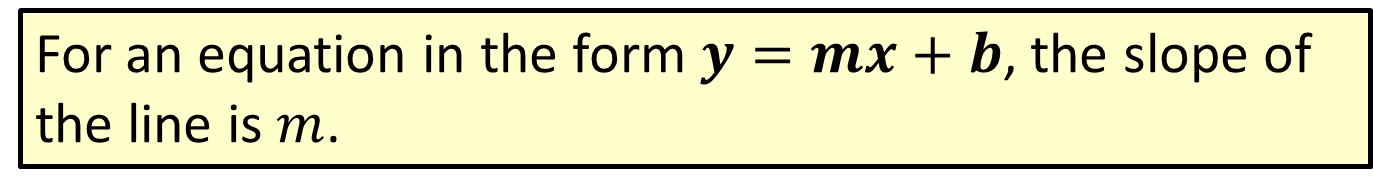 For an equation in the form y = mx + b, the slope of
the line is m.